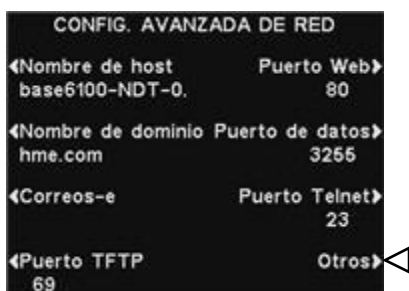 CONFIG. AVANZADA DE RED
Nombre de host Puerto Web
base6100-NDT-0. 80
Nombre de dominio Puerto de datos
hme.com 3255
Correos-e Puerto Telnet
23
Puerto TFTP Otros
69